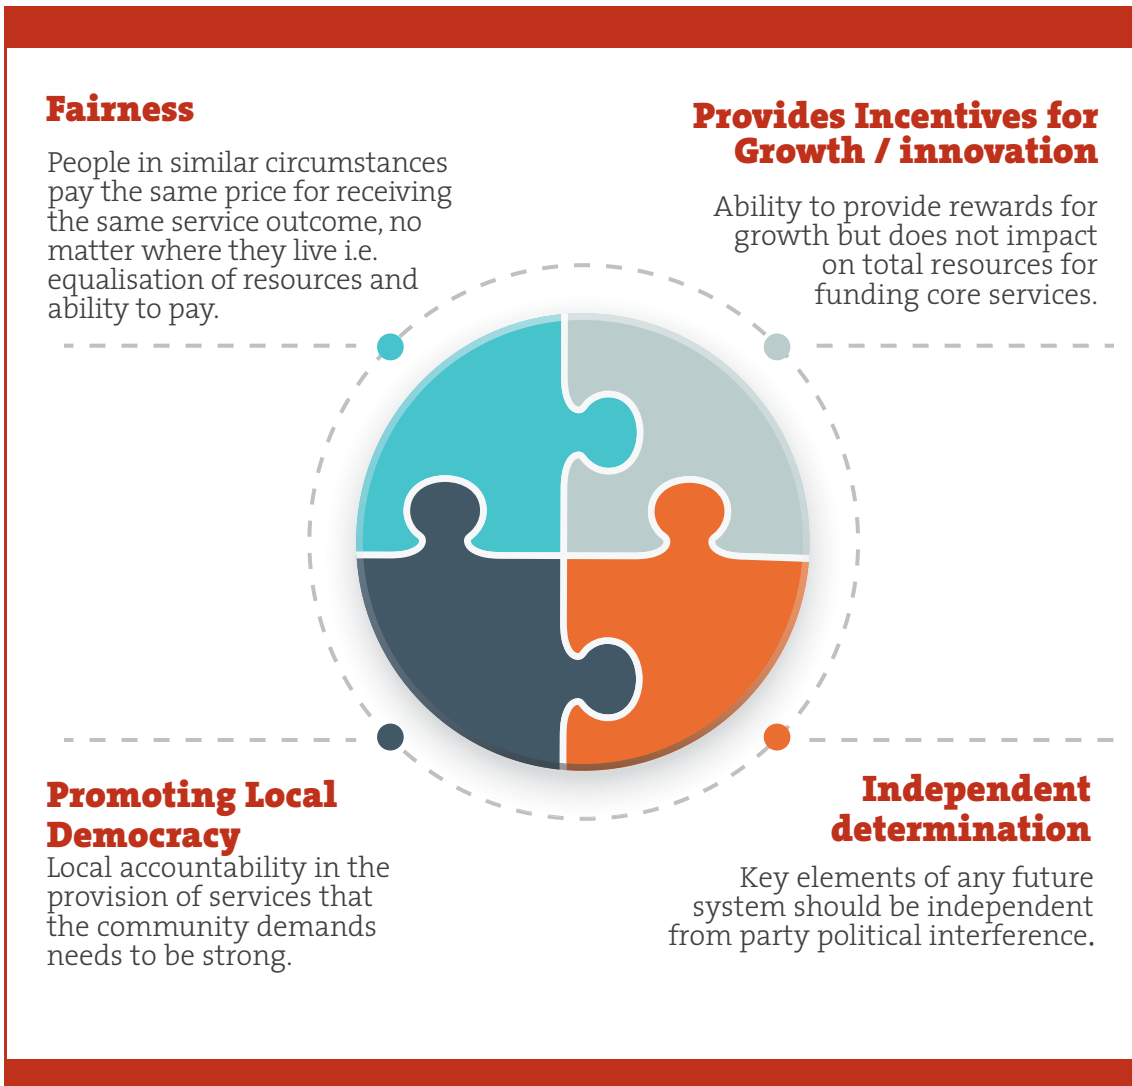 Fairness
People in similar circumstances
pay the same price for receiving
the same service outcome, no
matter where they live i.e.
equalisation of resources and
ability to pay.
Provides Incentives for
Growth / innovation
Ability to provide rewards for
growth but does not impact
on total resources for
funding core services.
Promoting Local
Democracy
Local accountability in the
provision of services that
the community demands
needs to be strong.
Independent
determination
Key elements of any future
system should be independent
from party political interference.